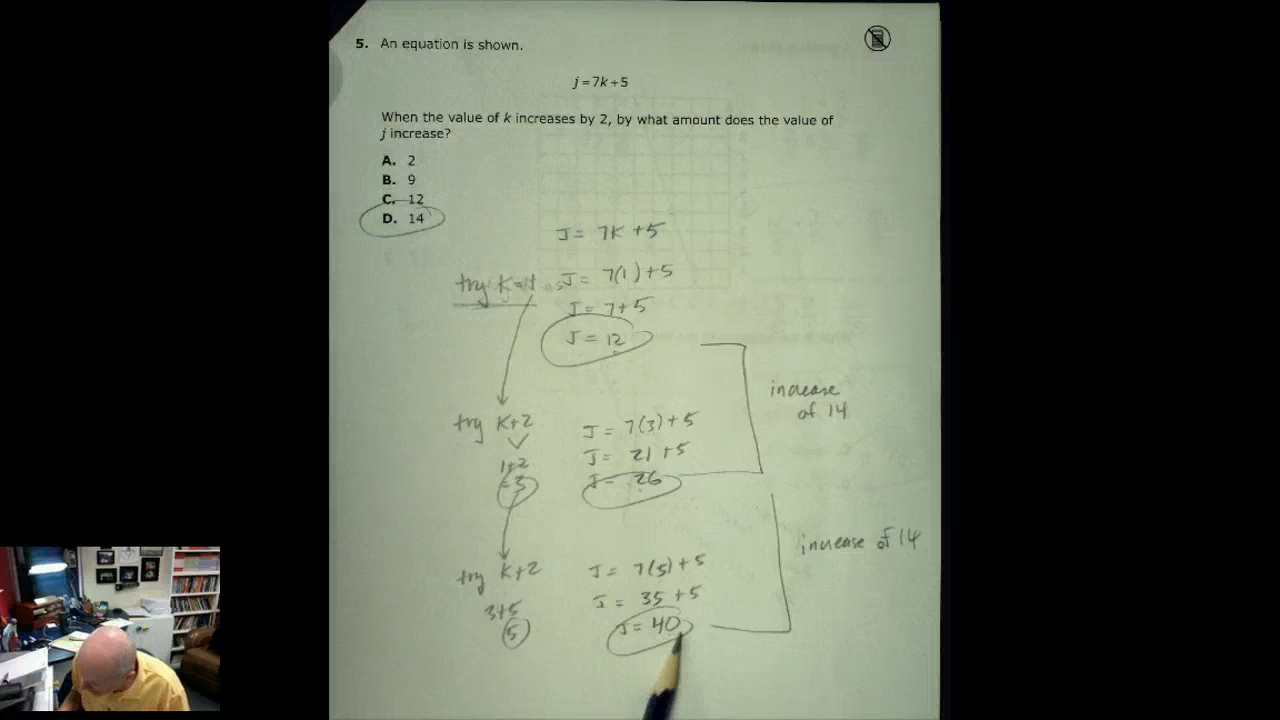 5. An equation is shown.
j=7k+5
When the value of k increases by 2, by what amount does the value of
j increase?
A. 2
B. 9
C. 12
D. 14
J= 7K +5
try K=1 J= 7(1)+5
J= 7+5
J= 12
increase
of 14
try K+2 J= 7(3)+5
J= 21+5
1+2
=3 J= 26
increase of 14
try K+2 J= 7(5)+5
J= 35+5
3+5
5 J=40